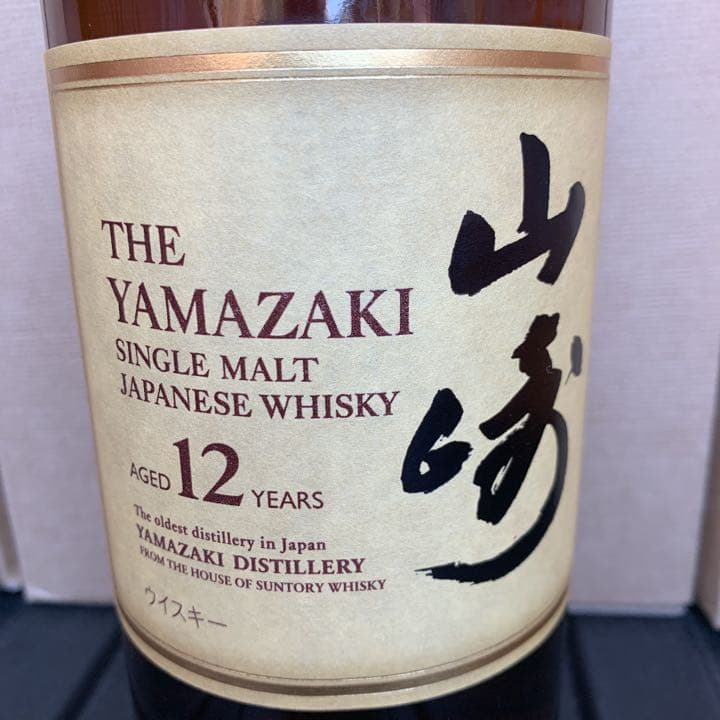 山崎
THE
YAMAZAKI
SINGLE MALT
JAPANESE WHISKY
AGED 12 YEARS
The oldest distillery in Japan
YAMAZAKI DISTILLERY
FROM THE HOUSE OF SUNTORY WHISKY
ウイスキー